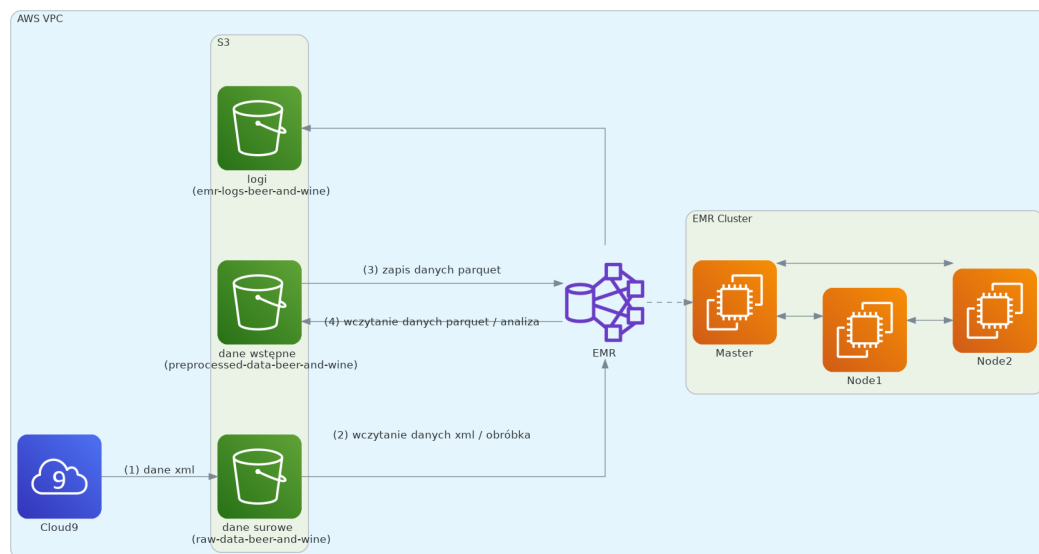 AWS VPC
S3
logi
(emr-logs-beer-and-wine)
EMR Cluster
(3) zapis danych parquet
(4) wczytanie danych parquet / analiza
dane wstępne
(preprocessed-data-beer-and-wine)
EMR
Master
Node1
Node2
(2) wczytanie danych xml / obróbka
(1) dane xml
9
Cloud9
dane surowe
(raw-data-beer-and-wine)